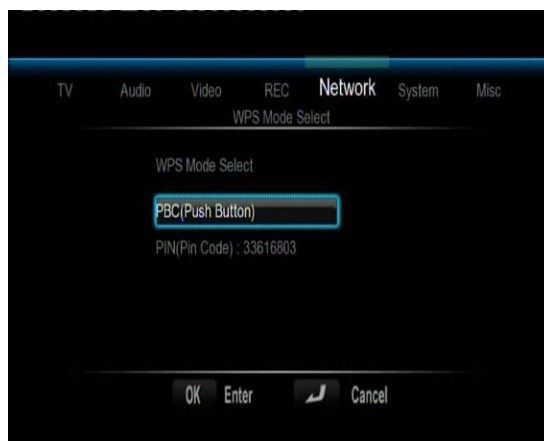 TV Audio Video REC Network System Misc
WPS Mode Select
WPS Mode Select
PBC(Push Button)
PIN(Pin Code) : 33616803
OK Enter Cancel